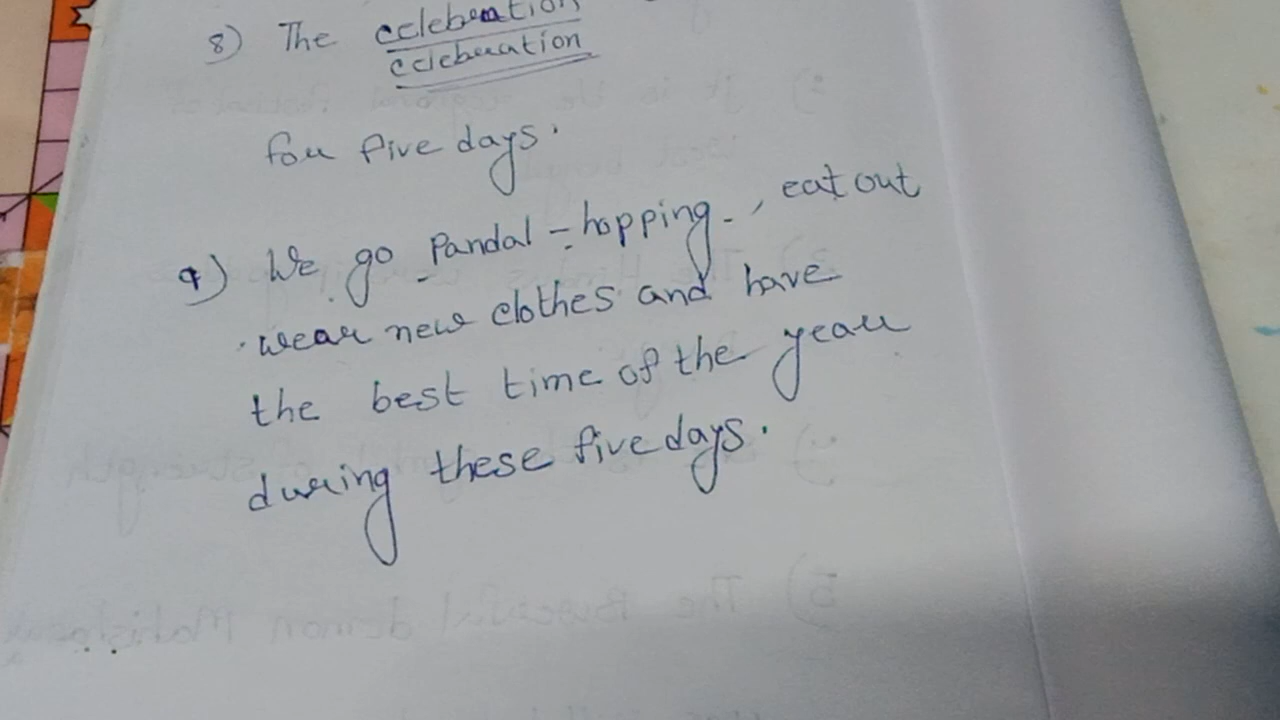 8) The celebration
celebration
for five days.
9) We go Pandal-hopping, eat out
wear new clothes and have
the best time of the year
during these five days.